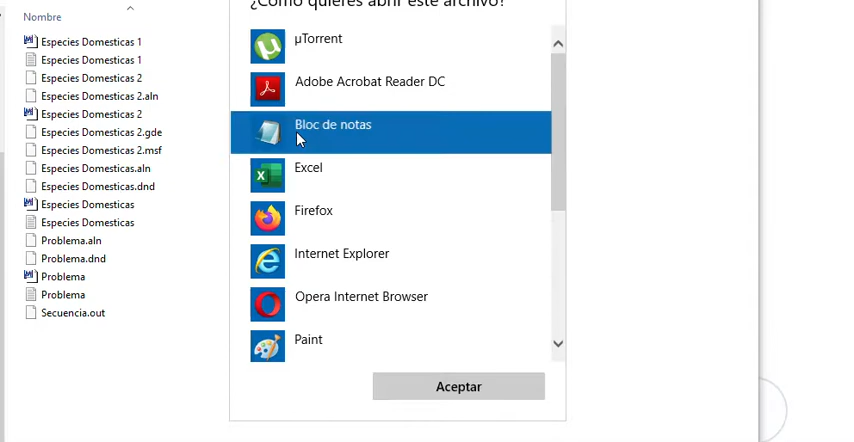 ¿Cómo quieres abrir este archivo?
Nombre
Especies Domesticas 1
Especies Domesticas 1
Especies Domesticas 2
Especies Domesticas 2.aln
Especies Domesticas 2
Especies Domesticas 2.gde
Especies Domesticas 2.msf
Especies Domesticas.aln
Especies Domesticas.dnd
Especies Domesticas
Especies Domesticas
Problema.aln
Problema.dnd
Problema
Problema
Secuencia.out
µTorrent
Adobe Acrobat Reader DC
Bloc de notas
Excel
Firefox
Internet Explorer
Opera Internet Browser
Paint
Aceptar